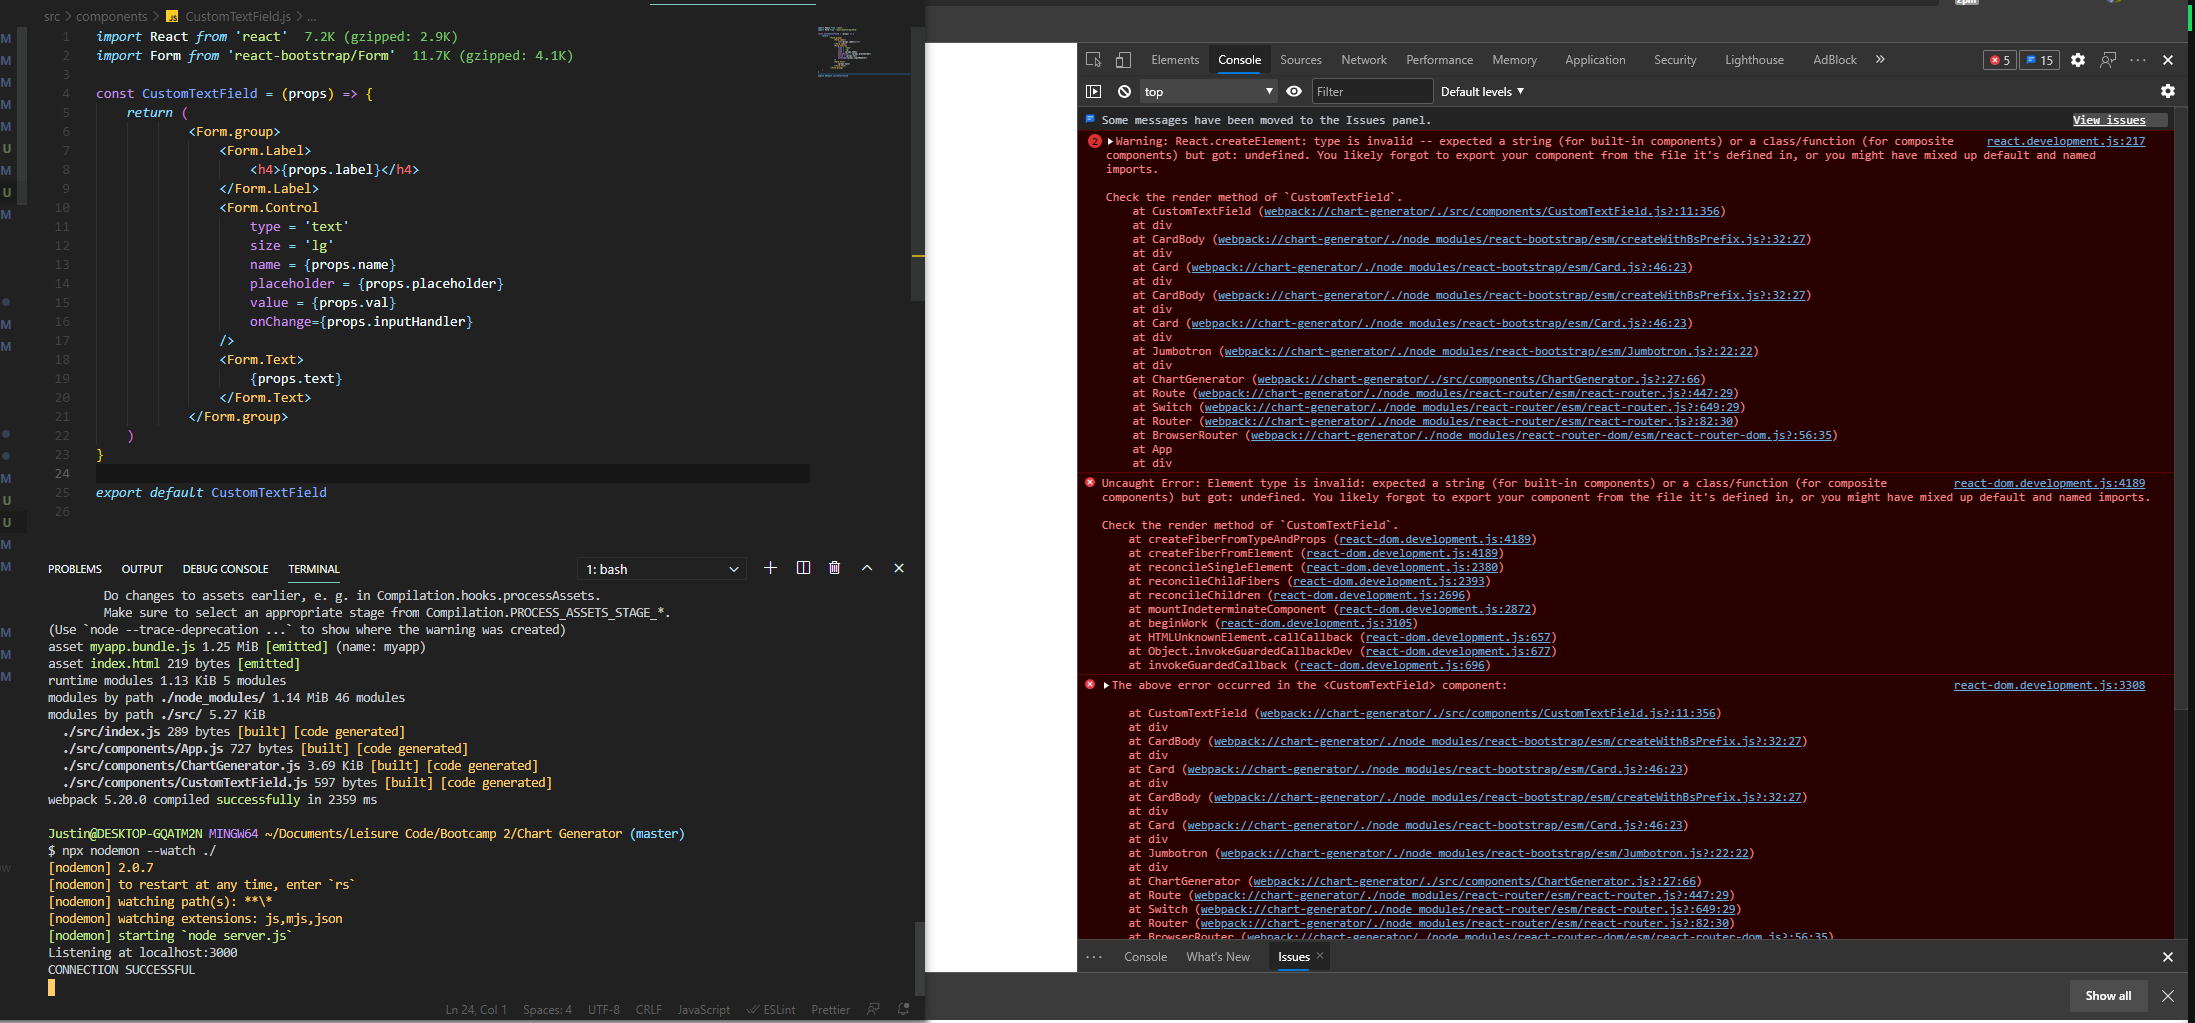 src > components > JS CustomTextField.js > ...
1 import React from 'react' 7.2K (gzipped: 2.9K)
2 import Form from 'react-bootstrap/Form' 11.7K (gzipped: 4.1K)
3
4 const CustomTextField = (props) => {
5 return (
6 <Form.group>
7 <Form.Label>
8 <h4>{props.label}</h4>
9 </Form.Label>
10 <Form.Control
11 type = 'text'
12 size = 'lg'
13 name = {props.name}
14 placeholder = {props.placeholder}
15 value = {props.val}
16 onChange={props.inputHandler}
17 />
18 <Form.Text>
19 {props.text}
20 </Form.Text>
21 </Form.group>
22 )
23 }
24
25 export default CustomTextField
26
PROBLEMS OUTPUT DEBUG CONSOLE TERMINAL 1: bash
Do changes to assets earlier, e. g. in Compilation.hooks.processAssets.
Make sure to select an appropriate stage from Compilation.PROCESS_ASSETS_STAGE_*.
(Use `node --trace-deprecation ...` to show where the warning was created)
asset myapp.bundle.js 1.25 MiB [emitted] (name: myapp)
asset index.html 219 bytes [emitted]
runtime modules 1.13 KiB 5 modules
modules by path ./node_modules/ 1.14 MiB 46 modules
modules by path ./src/ 5.27 KiB
./src/index.js 289 bytes [built] [code generated]
./src/components/App.js 727 bytes [built] [code generated]
./src/components/ChartGenerator.js 3.69 KiB [built] [code generated]
./src/components/CustomTextField.js 597 bytes [built] [code generated]
webpack 5.20.0 compiled successfully in 2359 ms
Justin@DESKTOP-GQATM2N MINGW64 ~/Documents/Leisure Code/Bootcamp 2/Chart Generator (master)
$ npx nodemon --watch ./
[nodemon] 2.0.7
[nodemon] to restart at any time, enter `rs`
[nodemon] watching path(s): **\*
[nodemon] watching extensions: js,mjs,json
[nodemon] starting `node server.js`
Listening at localhost:3000
CONNECTION SUCCESSFUL
Ln 24, Col 1 Spaces: 4 UTF-8 CRLF JavaScript ESLint Prettier
Elements Console Sources Network Performance Memory Application Security Lighthouse AdBlock 5 15
top Filter Default levels
Some messages have been moved to the Issues panel. View issues
2 Warning: React.createElement: type is invalid -- expected a string (for built-in components) or a class/function (for composite react.development.js:217
components) but got: undefined. You likely forgot to export your component from the file it's defined in, or you might have mixed up default and named
imports.
Check the render method of `CustomTextField`.
at CustomTextField (webpack://chart-generator/./src/components/CustomTextField.js?:11:356)
at div
at CardBody (webpack://chart-generator/./node_modules/react-bootstrap/esm/createWithBsPrefix.js?:32:27)
at div
at Card (webpack://chart-generator/./node_modules/react-bootstrap/esm/Card.js?:46:23)
at div
at CardBody (webpack://chart-generator/./node_modules/react-bootstrap/esm/createWithBsPrefix.js?:32:27)
at div
at Card (webpack://chart-generator/./node_modules/react-bootstrap/esm/Card.js?:46:23)
at div
at Jumbotron (webpack://chart-generator/./node_modules/react-bootstrap/esm/Jumbotron.js?:22:22)
at div
at ChartGenerator (webpack://chart-generator/./src/components/ChartGenerator.js?:27:66)
at Route (webpack://chart-generator/./node_modules/react-router/esm/react-router.js?:447:29)
at Switch (webpack://chart-generator/./node_modules/react-router/esm/react-router.js?:649:29)
at Router (webpack://chart-generator/./node_modules/react-router/esm/react-router.js?:82:30)
at BrowserRouter (webpack://chart-generator/./node_modules/react-router-dom/esm/react-router-dom.js?:56:35)
at App
at div
Uncaught Error: Element type is invalid: expected a string (for built-in components) or a class/function (for composite react-dom.development.js:4189
components) but got: undefined. You likely forgot to export your component from the file it's defined in, or you might have mixed up default and named imports.
Check the render method of `CustomTextField`.
at createFiberFromTypeAndProps (react-dom.development.js:4189)
at createFiberFromElement (react-dom.development.js:4189)
at reconcileSingleElement (react-dom.development.js:2380)
at reconcileChildFibers (react-dom.development.js:2393)
at reconcileChildren (react-dom.development.js:2696)
at mountIndeterminateComponent (react-dom.development.js:2872)
at beginWork (react-dom.development.js:3105)
at HTMLUnknownElement.callCallback (react-dom.development.js:657)
at Object.invokeGuardedCallbackDev (react-dom.development.js:677)
at invokeGuardedCallback (react-dom.development.js:696)
The above error occurred in the <CustomTextField> component: react-dom.development.js:3308
at CustomTextField (webpack://chart-generator/./src/components/CustomTextField.js?:11:356)
at div
at CardBody (webpack://chart-generator/./node_modules/react-bootstrap/esm/createWithBsPrefix.js?:32:27)
at div
at Card (webpack://chart-generator/./node_modules/react-bootstrap/esm/Card.js?:46:23)
at div
at CardBody (webpack://chart-generator/./node_modules/react-bootstrap/esm/createWithBsPrefix.js?:32:27)
at div
at Card (webpack://chart-generator/./node_modules/react-bootstrap/esm/Card.js?:46:23)
at div
at Jumbotron (webpack://chart-generator/./node_modules/react-bootstrap/esm/Jumbotron.js?:22:22)
at div
at ChartGenerator (webpack://chart-generator/./src/components/ChartGenerator.js?:27:66)
at Route (webpack://chart-generator/./node_modules/react-router/esm/react-router.js?:447:29)
at Switch (webpack://chart-generator/./node_modules/react-router/esm/react-router.js?:649:29)
at Router (webpack://chart-generator/./node_modules/react-router/esm/react-router.js?:82:30)
at BrowserRouter (webpack://chart-generator/./node_modules/react-router-dom/esm/react-router-dom.js?:56:35)
Console What's New Issues
Show all